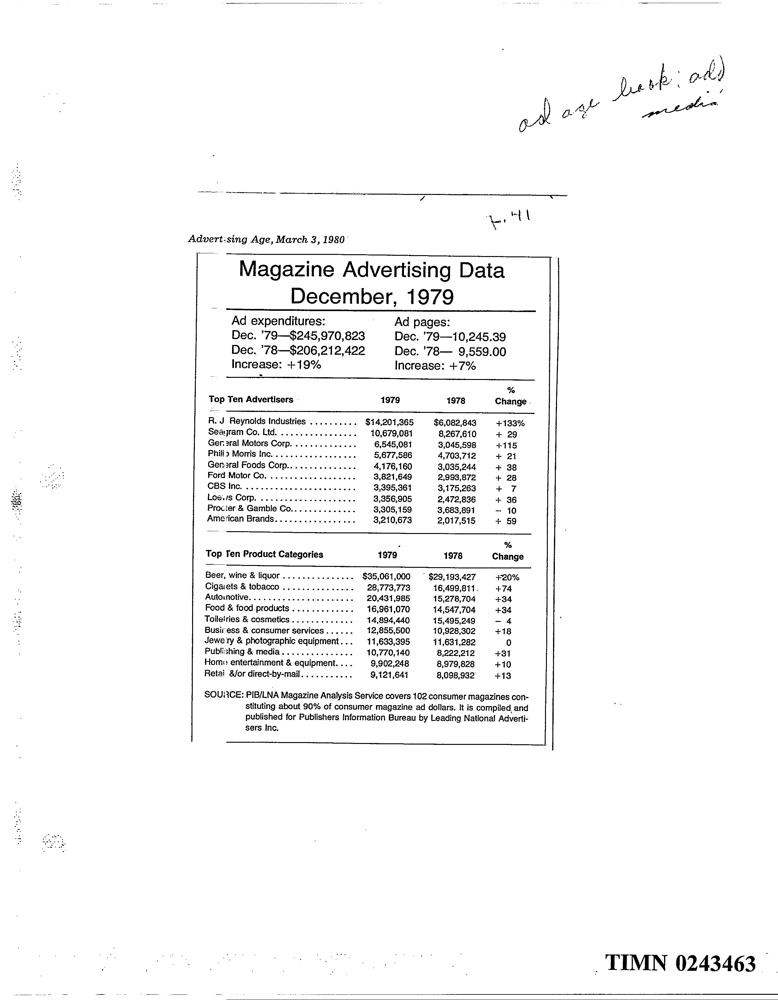 ad age book: ads
media
p. 41
Advertising Age, March 3, 1980
Magazine Advertising Data
December, 1979
Ad expenditures: Ad pages:
Dec. '79—$245,970,823 Dec. '79—10,245.39
Dec. '78—$206,212,422 Dec. '78— 9,559.00
Increase: +19% Increase: +7%
%
Top Ten Advertisers 1979 1978 Change
R. J Reynolds Industries .......... $14,201,365 $6,082,843 +133%
Seagram Co. Ltd. ................ 10,679,081 8,267,610 + 29
General Motors Corp. ............. 6,545,081 3,045,598 +115
Philip Morris Inc. ................. 5,677,586 4,703,712 + 21
General Foods Corp. .............. 4,176,160 3,035,244 + 38
Ford Motor Co. ................... 3,821,649 2,993,872 + 28
CBS Inc. ....................... 3,395,361 3,175,263 + 7
Loews Corp. .................... 3,356,905 2,472,836 + 36
Procter & Gamble Co. ............. 3,305,159 3,683,891 − 10
American Brands ................. 3,210,673 2,017,515 + 59
%
Top Ten Product Categories 1979 1978 Change
Beer, wine & liquor ............... $35,061,000 $29,193,427 +20%
Cigarets & tobacco ............... 28,773,773 16,499,811 +74
Automotive ...................... 20,431,985 15,278,704 +34
Food & food products ............. 16,961,070 14,547,704 +34
Toiletries & cosmetics ............. 14,894,440 15,495,249 − 4
Business & consumer services ...... 12,855,500 10,928,302 +18
Jewelry & photographic equipment ... 11,633,395 11,631,282 0
Publishing & media ............... 10,770,140 8,222,212 +31
Home entertainment & equipment .... 9,902,248 8,979,828 +10
Retail &/or direct-by-mail ........... 9,121,641 8,098,932 +13
SOURCE: PIB/LNA Magazine Analysis Service covers 102 consumer magazines con-
stituting about 90% of consumer magazine ad dollars. It is compiled and
published for Publishers Information Bureau by Leading National Adverti-
sers Inc.
TIMN 0243463